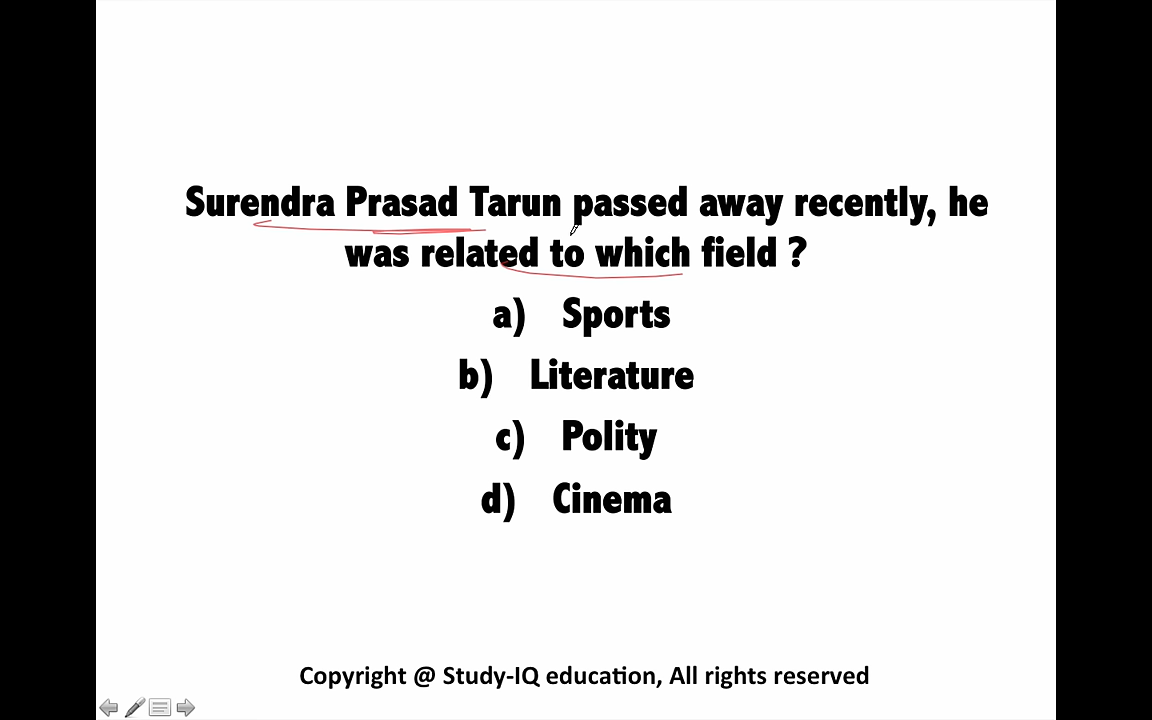 Surendra Prasad Tarun passed away recently, he
was related to which field ?
a) Sports
b) Literature
c) Polity
d) Cinema
Copyright @ Study-IQ education, All rights reserved